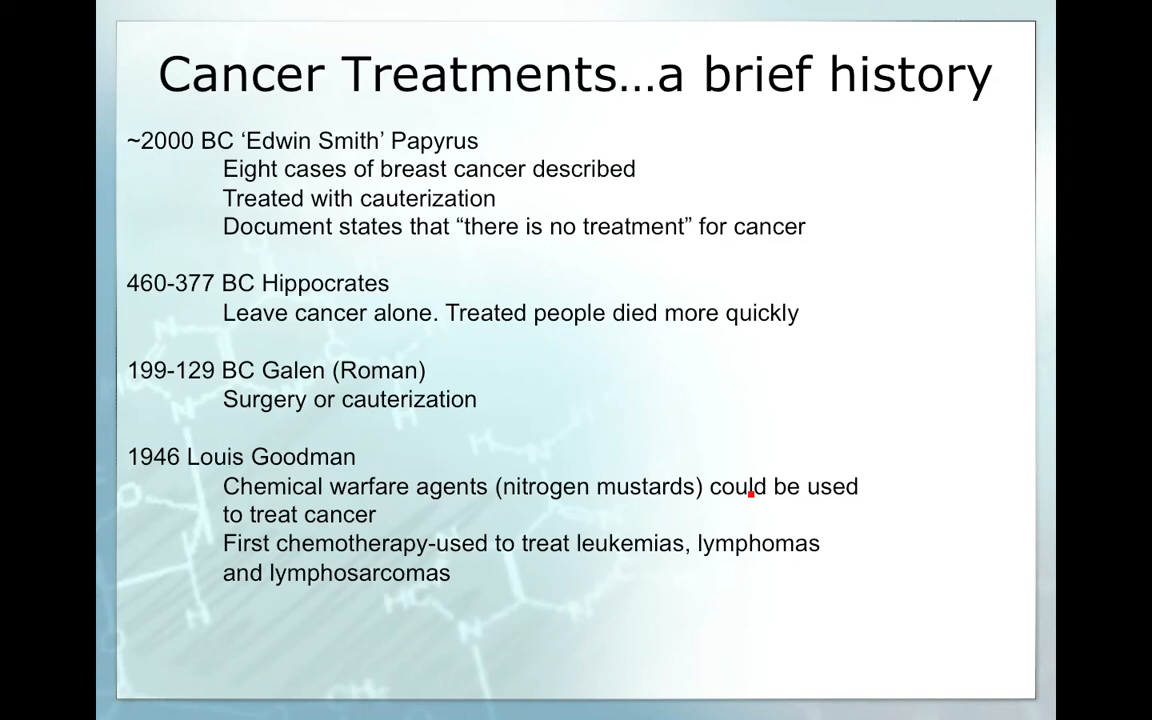 Cancer Treatments...a brief history
~2000 BC ‘Edwin Smith’ Papyrus
Eight cases of breast cancer described
Treated with cauterization
Document states that “there is no treatment” for cancer
460-377 BC Hippocrates
Leave cancer alone. Treated people died more quickly
199-129 BC Galen (Roman)
Surgery or cauterization
1946 Louis Goodman
Chemical warfare agents (nitrogen mustards) could be used
to treat cancer
First chemotherapy-used to treat leukemias, lymphomas
and lymphosarcomas